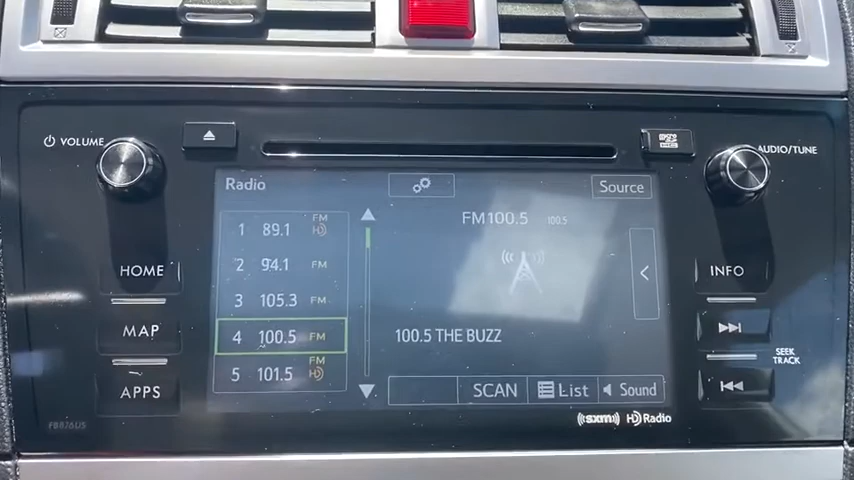 VOLUME
AUDIO/TUNE
Radio
Source
FM100.5 100.5
1 89.1 FM HD
2 94.1 FM
3 105.3 FM
4 100.5 FM
5 101.5 FM HD
100.5 THE BUZZ
SCAN
List
Sound
HOME
MAP
APPS
INFO
SEEK
TRACK
((sxm)) HD Radio